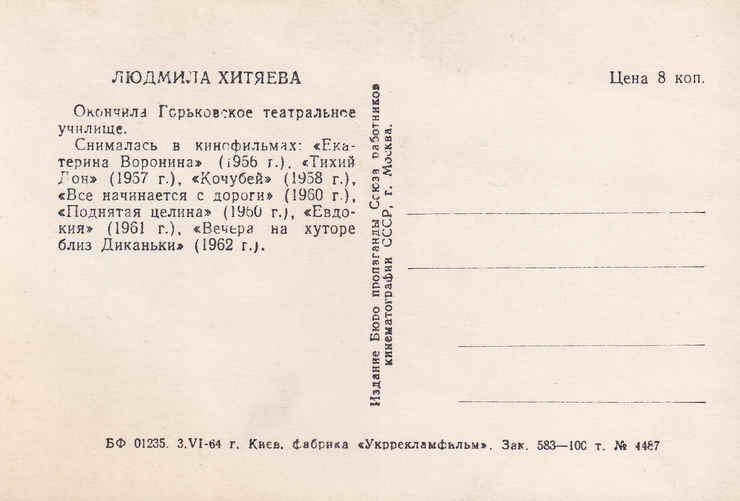 ЛЮДМИЛА ХИТЯЕВА
Окончила Горьковское театральное
училище.
Снималась в кинофильмах: «Ека-
терина Воронина» (1956 г.), «Тихий
Дон» (1957 г.), «Кочубей» (1958 г.),
«Все начинается с дороги» (1960 г.),
«Поднятая целина» (1960 г.), «Евдо-
кия» (1961 г.), «Вечера на хуторе
близ Диканьки» (1962 г.).
Издание Бюро пропаганды Союза работников
кинематографии СССР, г. Москва.
Цена 8 коп.
БФ 01235. 3.VI-64 г. Киев, фабрика «Укррекламфильм». Зак. 583—100 т. № 4487